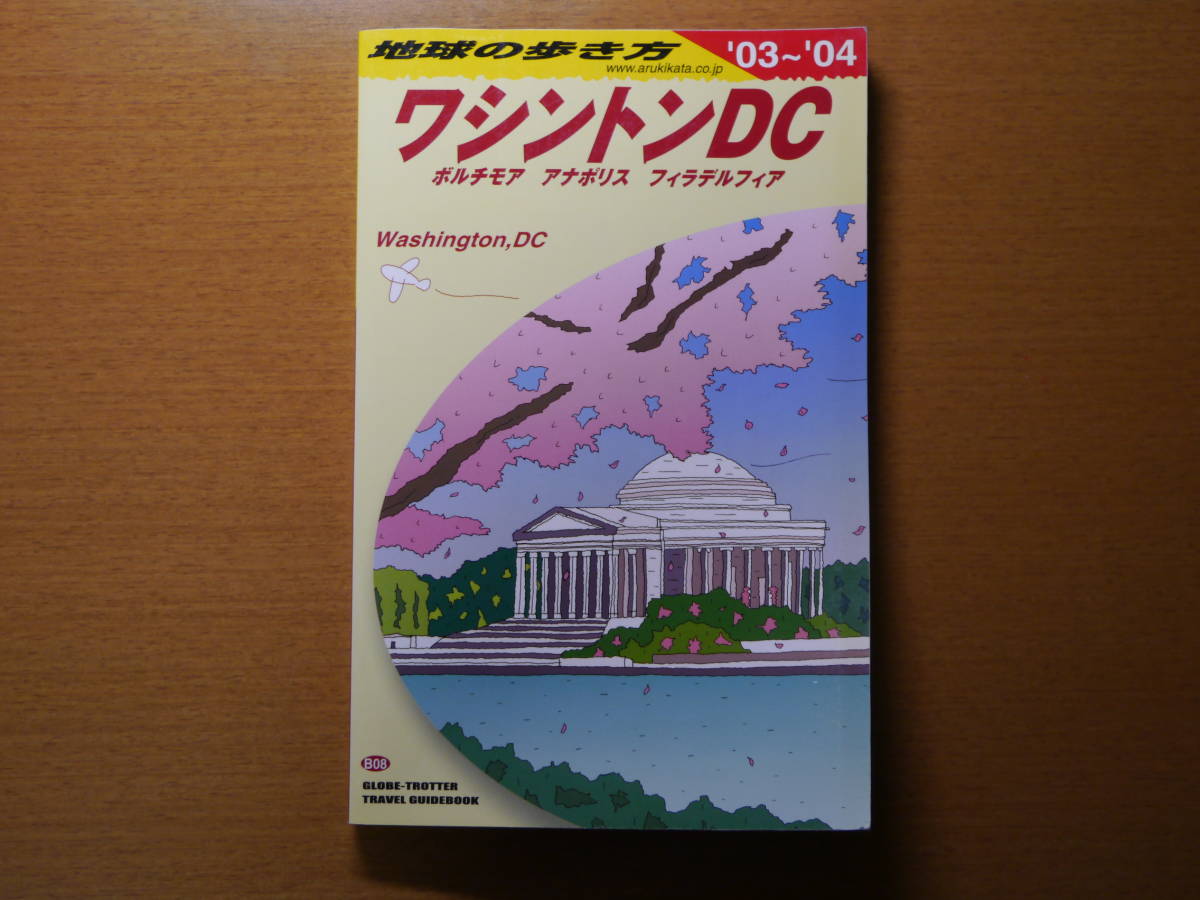 地球の歩き方
www.arukikata.co.jp
'03~'04
ワシントンDC
ボルチモア アナポリス フィラデルフィア
Washington,DC
B08
GLOBE-TROTTER
TRAVEL GUIDEBOOK